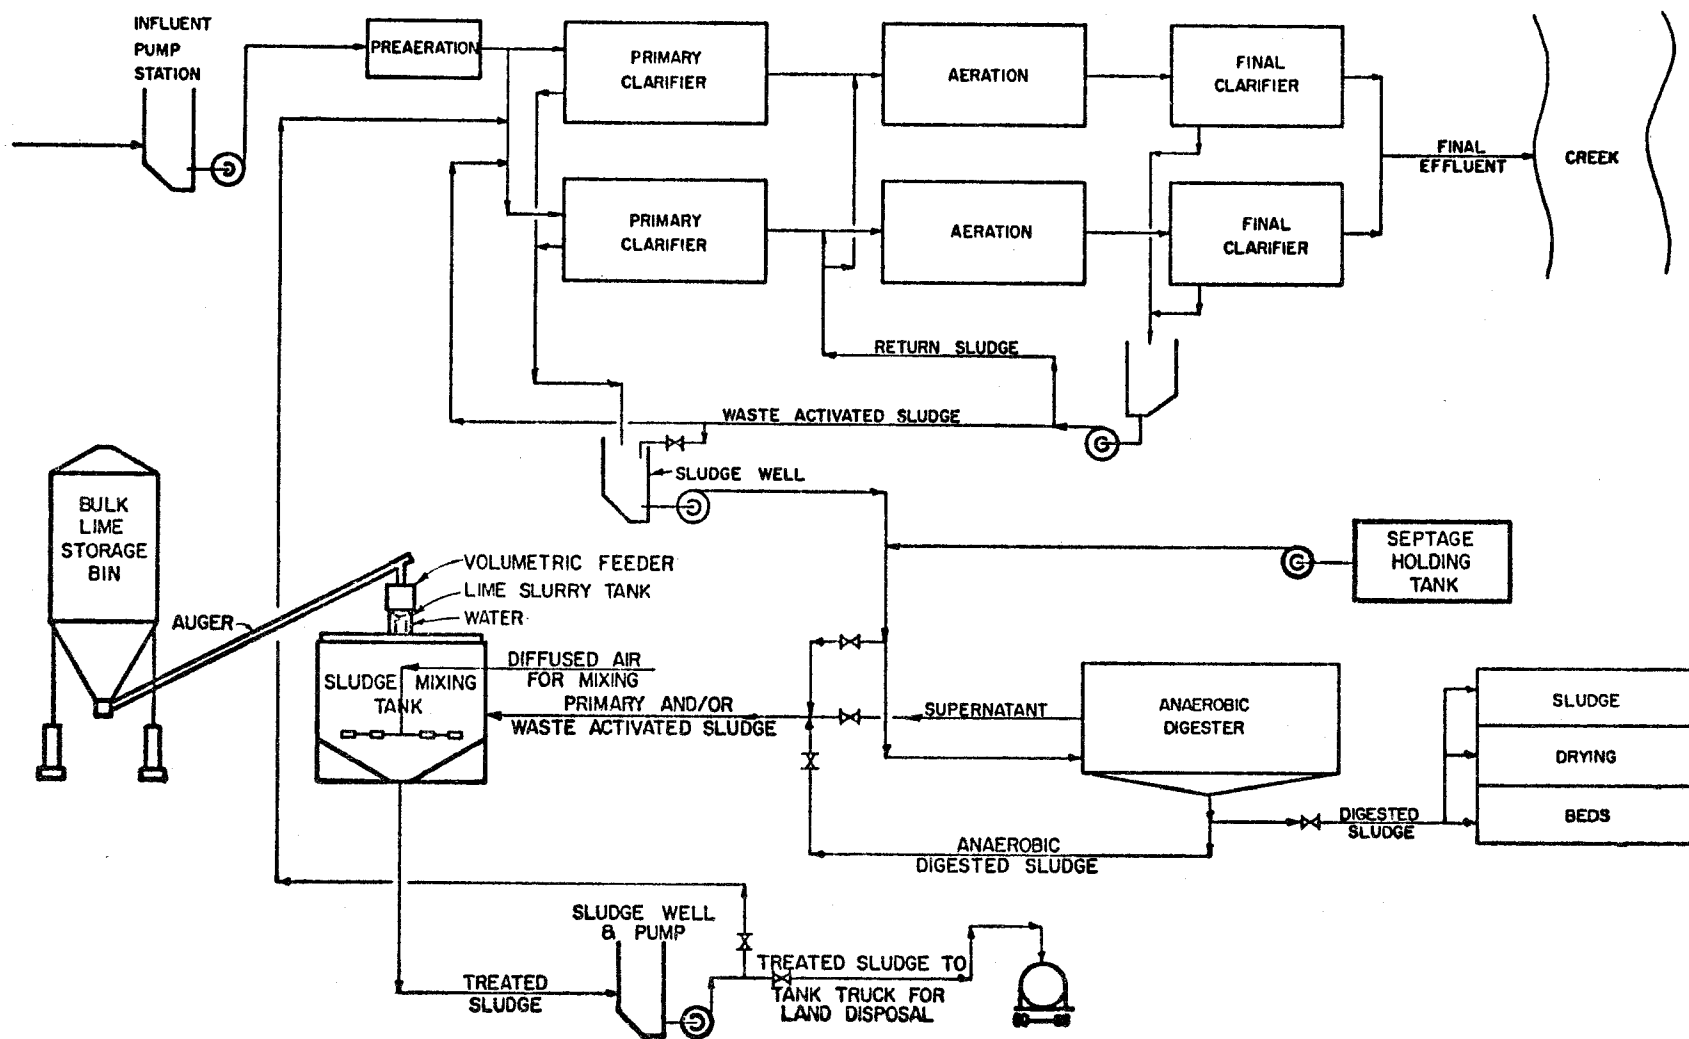 INFLUENT
PUMP
STATION
PREAERATION
PRIMARY
CLARIFIER
AERATION
FINAL
CLARIFIER
FINAL
EFFLUENT
CREEK
PRIMARY
CLARIFIER
AERATION
FINAL
CLARIFIER
RETURN SLUDGE
WASTE ACTIVATED SLUDGE
SLUDGE WELL
BULK
LIME
STORAGE
BIN
AUGER
VOLUMETRIC FEEDER
LIME SLURRY TANK
WATER
SEPTAGE
HOLDING
TANK
DIFFUSED AIR
FOR MIXING
SLUDGE MIXING
TANK
PRIMARY AND/OR
WASTE ACTIVATED SLUDGE
SUPERNATANT
ANAEROBIC
DIGESTER
SLUDGE
DRYING
BEDS
DIGESTED
SLUDGE
ANAEROBIC
DIGESTED SLUDGE
SLUDGE WELL
& PUMP
TREATED
SLUDGE
TREATED SLUDGE TO
TANK TRUCK FOR
LAND DISPOSAL